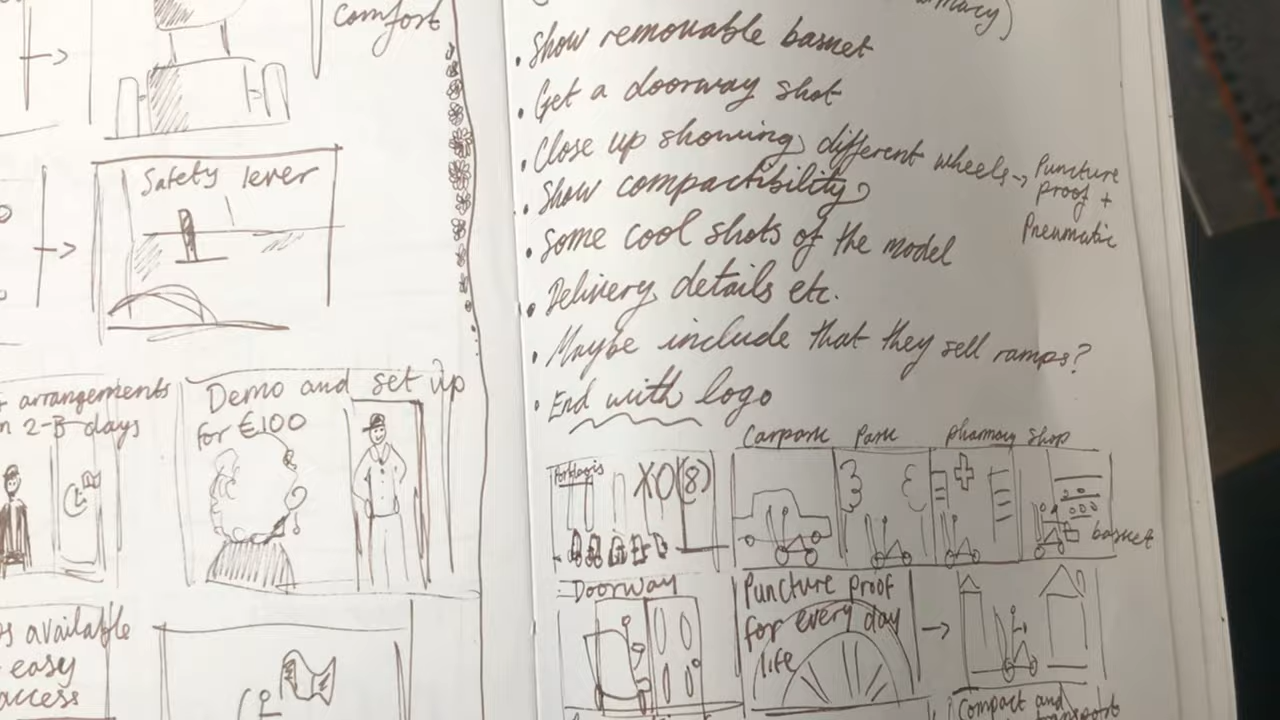 comfort
Safety lever
arrangements
2-3 days
Demo and set up
for €100
available
easy
access
• Show removable basket
• Get a doorway shot
• Close up showing different wheels → Puncture
proof +
Pneumatic
• Show compactibility
• Some cool shots of the model
• Delivery details etc.
• Maybe include that they sell ramps?
• End with logo
Carpark Park pharmacy shop
XO(8)
basket
Doorway
Puncture proof
for every day
life
Compact and
transport